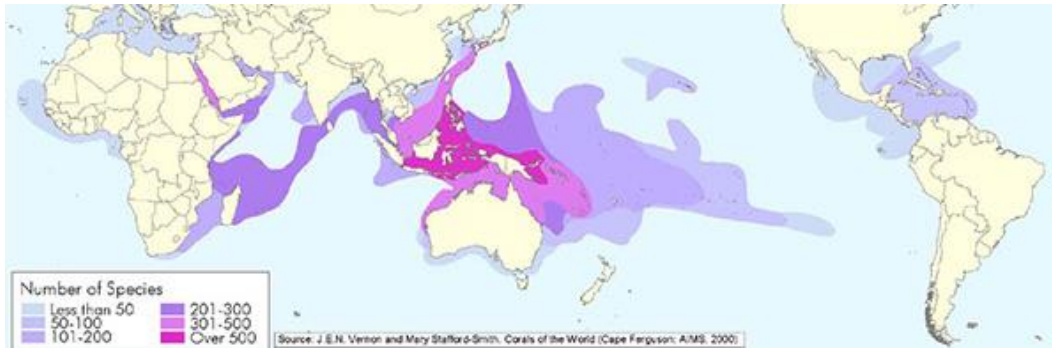 Number of Species
Less than 50
50-100
101-200
201-300
301-500
Over 500
Source: J.E.N. Vernon and Mary Stafford-Smith, Corals of the World (Cape Ferguson: AIMS, 2000)